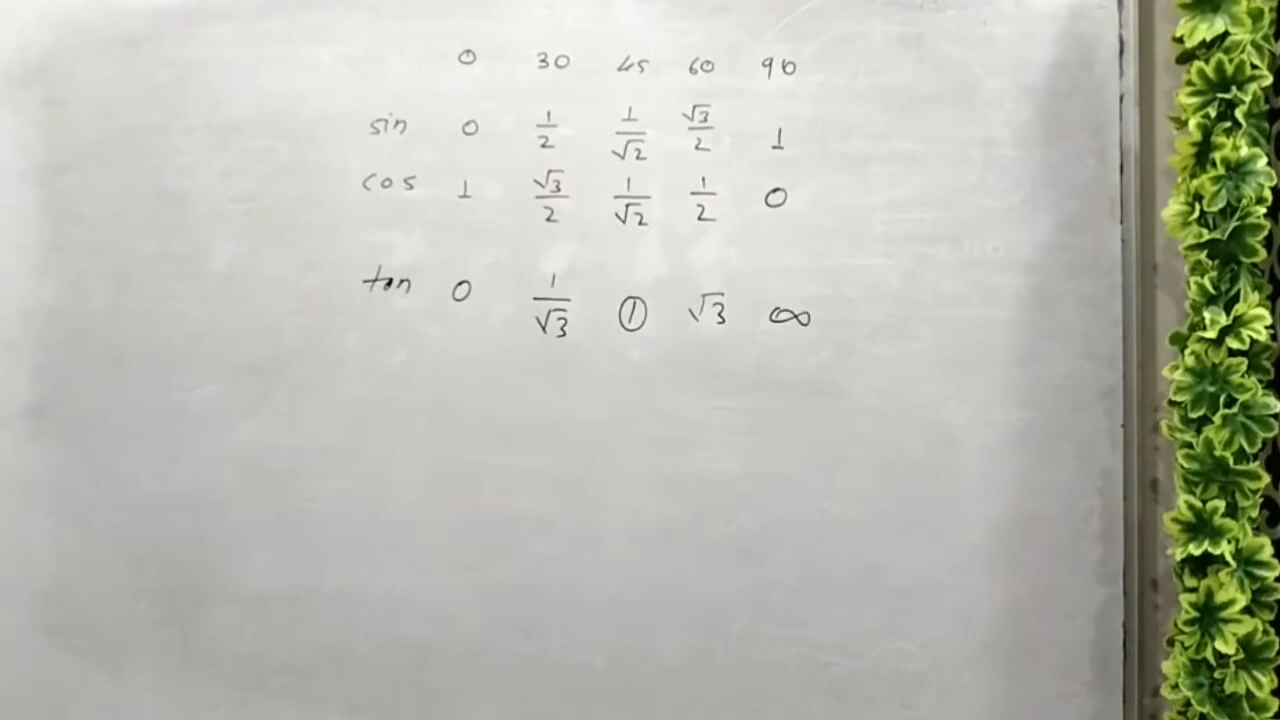 0 30 45 60 90
sin 0 1/2 1/√2 √3/2 1
cos 1 √3/2 1/√2 1/2 0
tan 0 1/√3 1 √3 ∞